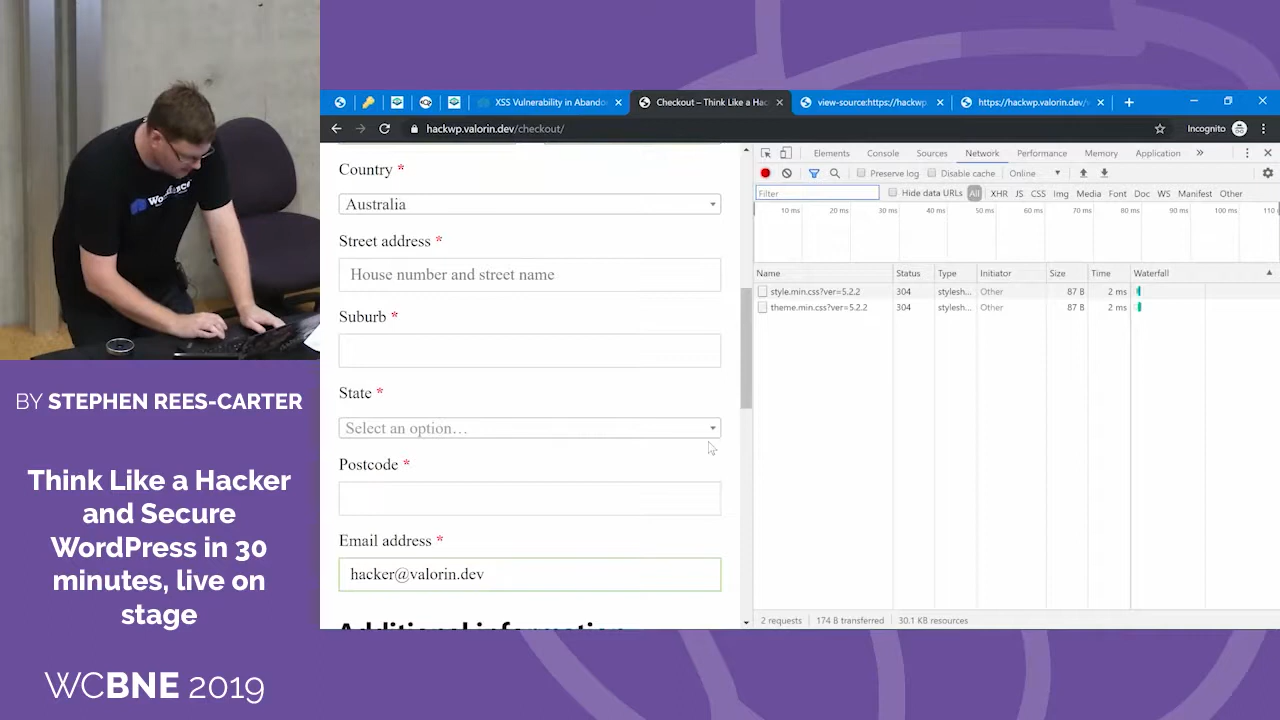 XSS Vulnerability in Abando
Checkout – Think Like a Hac
view-source:https://hackwp
https://hackwp.valorin.dev/
hackwp.valorin.dev/checkout/
Incognito
Country *
Australia
Street address *
House number and street name
Suburb *
State *
Select an option...
Postcode *
Email address *
hacker@valorin.dev
Additional information
Elements Console Sources Network Performance Memory Application »
Preserve log Disable cache Online
Filter Hide data URLs All XHR JS CSS Img Media Font Doc WS Manifest Other
10 ms 20 ms 30 ms 40 ms 50 ms 60 ms 70 ms 80 ms 90 ms 100 ms 110
Name Status Type Initiator Size Time Waterfall
style.min.css?ver=5.2.2 304 stylesh... Other 87 B 2 ms
theme.min.css?ver=5.2.2 304 stylesh... Other 87 B 2 ms
2 requests 174 B transferred 30.1 KB resources
BY STEPHEN REES-CARTER
Think Like a Hacker
and Secure
WordPress in 30
minutes, live on
stage
WCBNE 2019